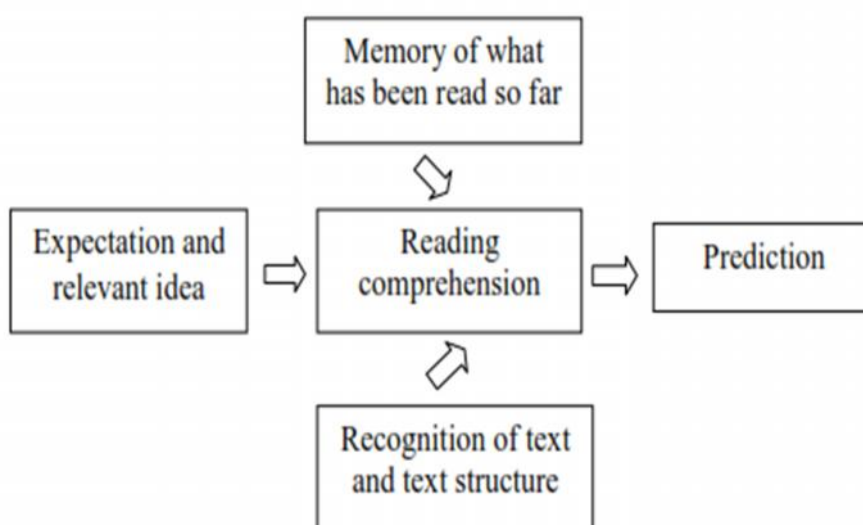 Memory of what
has been read so far
Expectation and
relevant idea
Reading
comprehension
Prediction
Recognition of text
and text structure